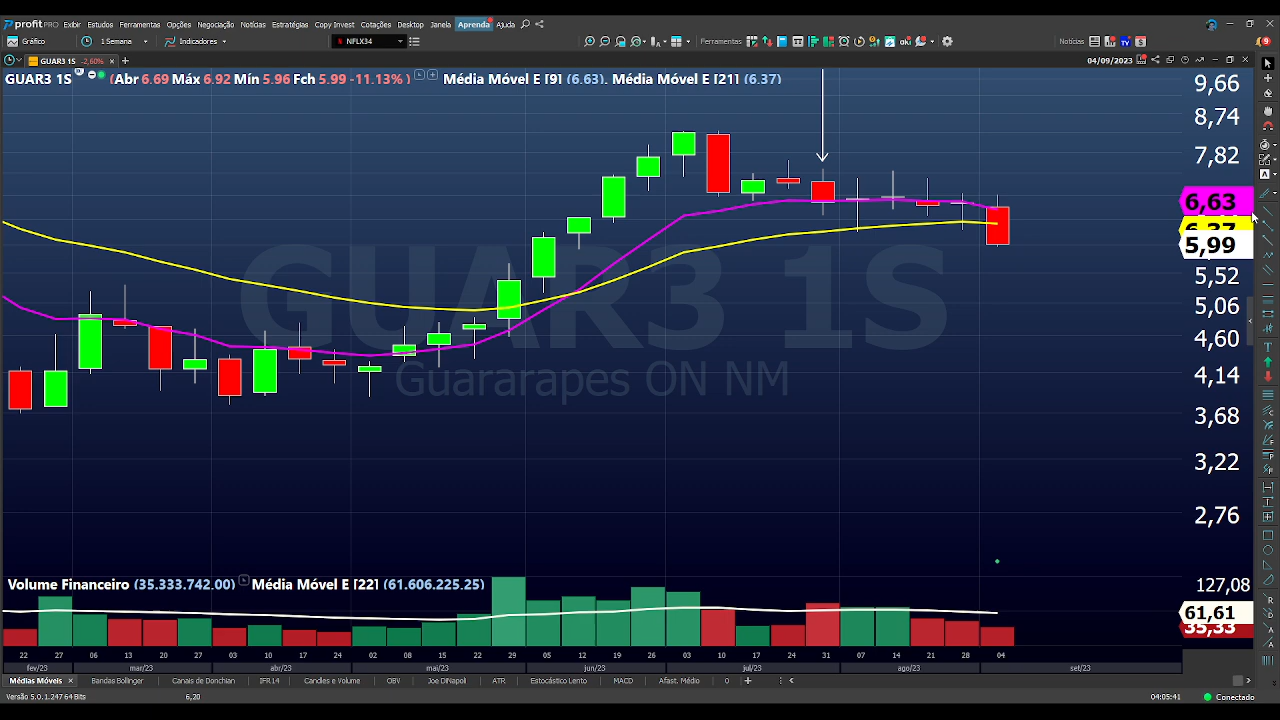 profit PRO Exibir Estudos Ferramentas Opções Negociação Notícias Estratégias Copy Invest Cotações Desktop Janela Aprenda Ajuda
Gráfico 1 Semana Indicadores NFLX34 Ferramentas Notícias 9
GUAR3 1S -2,60% 04/09/2023
GUAR3 1S (Abr 6.69 Máx 6.92 Mín 5.96 Fch 5.99 -11.13% ) Média Móvel E [9] (6.63). Média Móvel E [21] (6.37)
9,66
8,74
7,82
6,63
6,37
5,99
5,52
5,06
4,60
4,14
3,68
3,22
2,76
GUAR3 1S
Guararapes ON NM
Volume Financeiro (35.333.742.00) Média Móvel E [22] (61.606.225.25)
127,08
61,61
35,33
22 27 06 13 20 27 03 10 17 24 02 08 15 22 29 05 12 19 26 03 10 17 24 31 07 14 21 28 04
fev/23 mar/23 abr/23 mai/23 jun/23 jul/23 ago/23 set/23
Médias Móveis Bandas Bollinger Canais de Donchian IFR14 Candles e Volume OBV Joe DiNapoli ATR Estocástico Lento MACD Afast. Médio 0
Versão 5.0.1.247 64 Bits 6,20 04:05:41 Conectado